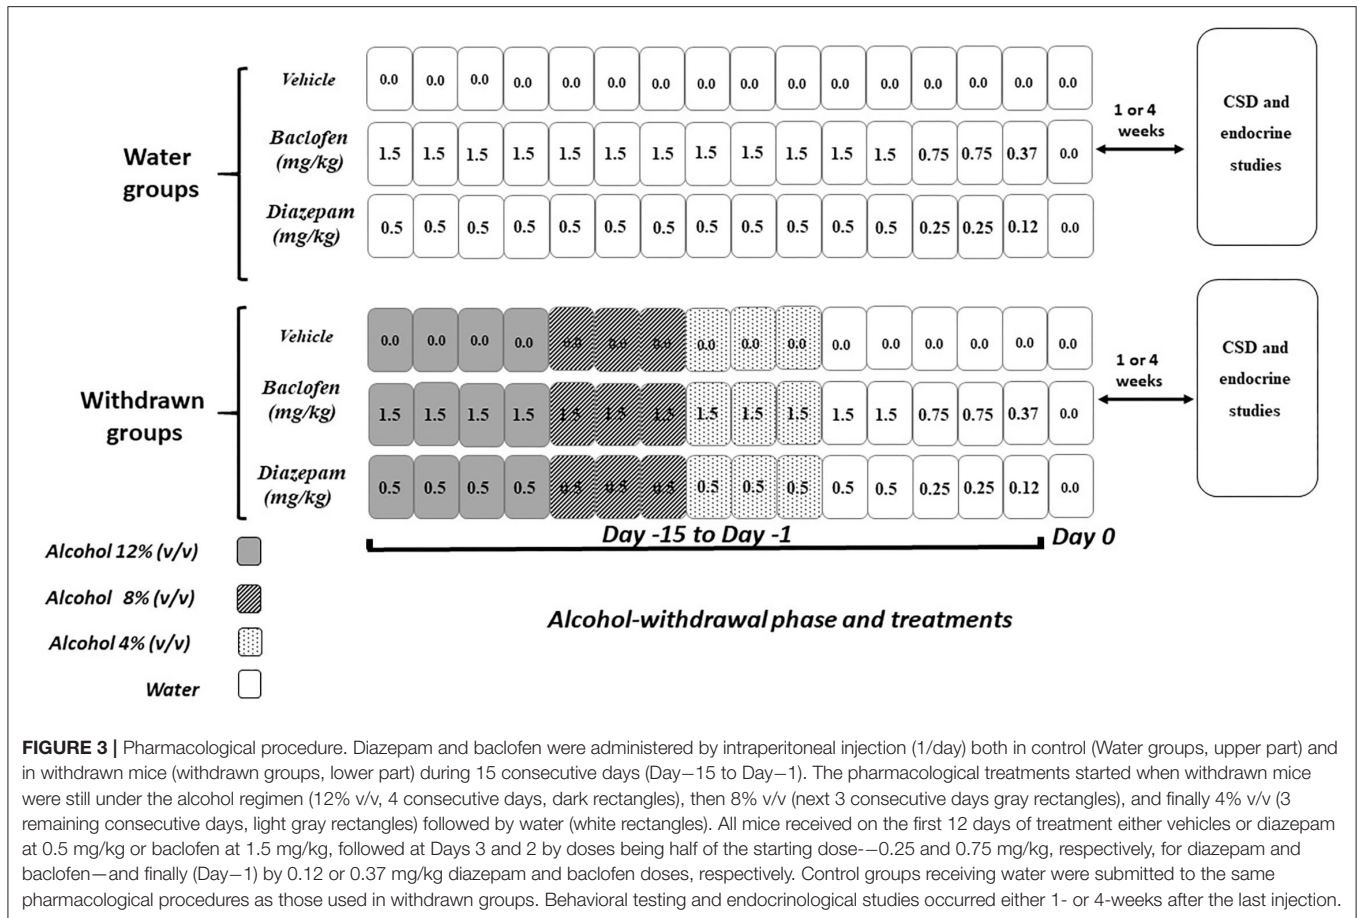 Vehicle 0.0 0.0 0.0 0.0 0.0 0.0 0.0 0.0 0.0 0.0 0.0 0.0 0.0 0.0 0.0 0.0
Water
groups
Baclofen
(mg/kg) 1.5 1.5 1.5 1.5 1.5 1.5 1.5 1.5 1.5 1.5 1.5 1.5 0.75 0.75 0.37 0.0
Diazepam
(mg/kg) 0.5 0.5 0.5 0.5 0.5 0.5 0.5 0.5 0.5 0.5 0.5 0.5 0.25 0.25 0.12 0.0
1 or 4
weeks
CSD and
endocrine
studies
Vehicle 0.0 0.0 0.0 0.0 0.0 0.0 0.0 0.0 0.0 0.0 0.0 0.0 0.0 0.0 0.0 0.0
Withdrawn
groups
Baclofen
(mg/kg) 1.5 1.5 1.5 1.5 1.5 1.5 1.5 1.5 1.5 1.5 1.5 1.5 0.75 0.75 0.37 0.0
Diazepam
(mg/kg) 0.5 0.5 0.5 0.5 0.5 0.5 0.5 0.5 0.5 0.5 0.5 0.5 0.25 0.25 0.12 0.0
1 or 4
weeks
CSD and
endocrine
studies
Day -15 to Day -1 Day 0
Alcohol 12% (v/v)
Alcohol 8% (v/v)
Alcohol 4% (v/v)
Water
Alcohol-withdrawal phase and treatments
FIGURE 3 | Pharmacological procedure. Diazepam and baclofen were administered by intraperitoneal injection (1/day) both in control (Water groups, upper part) and
in withdrawn mice (withdrawn groups, lower part) during 15 consecutive days (Day−15 to Day−1). The pharmacological treatments started when withdrawn mice
were still under the alcohol regimen (12% v/v, 4 consecutive days, dark rectangles), then 8% v/v (next 3 consecutive days gray rectangles), and finally 4% v/v (3
remaining consecutive days, light gray rectangles) followed by water (white rectangles). All mice received on the first 12 days of treatment either vehicles or diazepam
at 0.5 mg/kg or baclofen at 1.5 mg/kg, followed at Days 3 and 2 by doses being half of the starting dose-−0.25 and 0.75 mg/kg, respectively, for diazepam and
baclofen—and finally (Day−1) by 0.12 or 0.37 mg/kg diazepam and baclofen doses, respectively. Control groups receiving water were submitted to the same
pharmacological procedures as those used in withdrawn groups. Behavioral testing and endocrinological studies occurred either 1- or 4-weeks after the last injection.